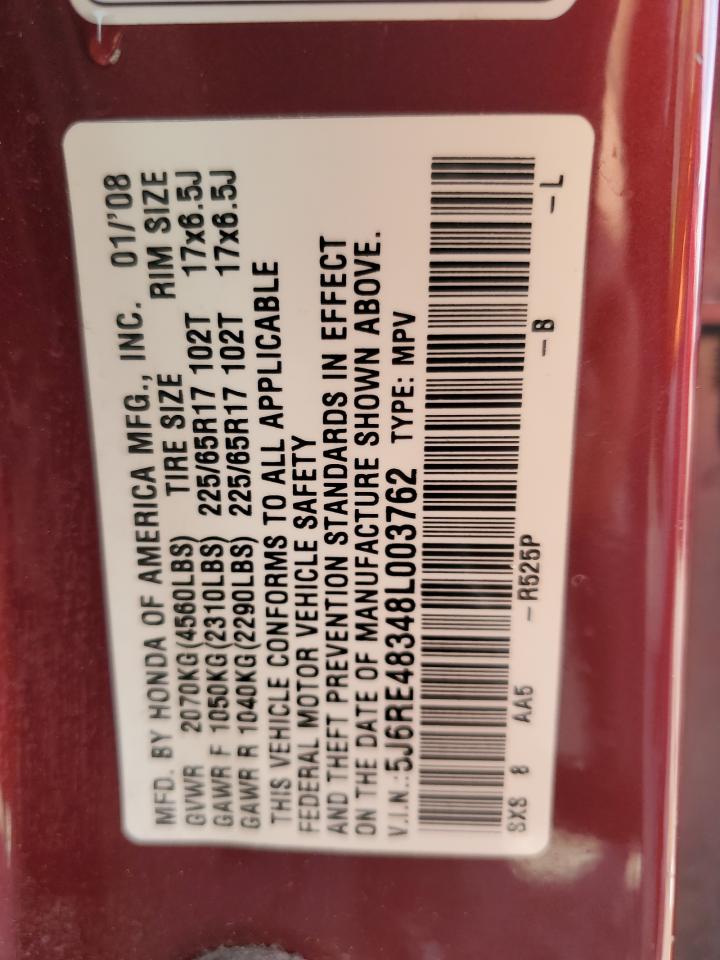 MFD. BY HONDA OF AMERICA MFG., INC. 01/'08
GVWR 2070KG(4560LBS) TIRE SIZE RIM SIZE
GAWR F 1050KG(2310LBS) 225/65R17 102T 17x6.5J
GAWR R 1040KG(2290LBS) 225/65R17 102T 17x6.5J
THIS VEHICLE CONFORMS TO ALL APPLICABLE
FEDERAL MOTOR VEHICLE SAFETY
AND THEFT PREVENTION STANDARDS IN EFFECT
ON THE DATE OF MANUFACTURE SHOWN ABOVE.
V.I.N.:5J6RE48348L003762 TYPE: MPV
SXS 8 AA5 -R525P -B -L